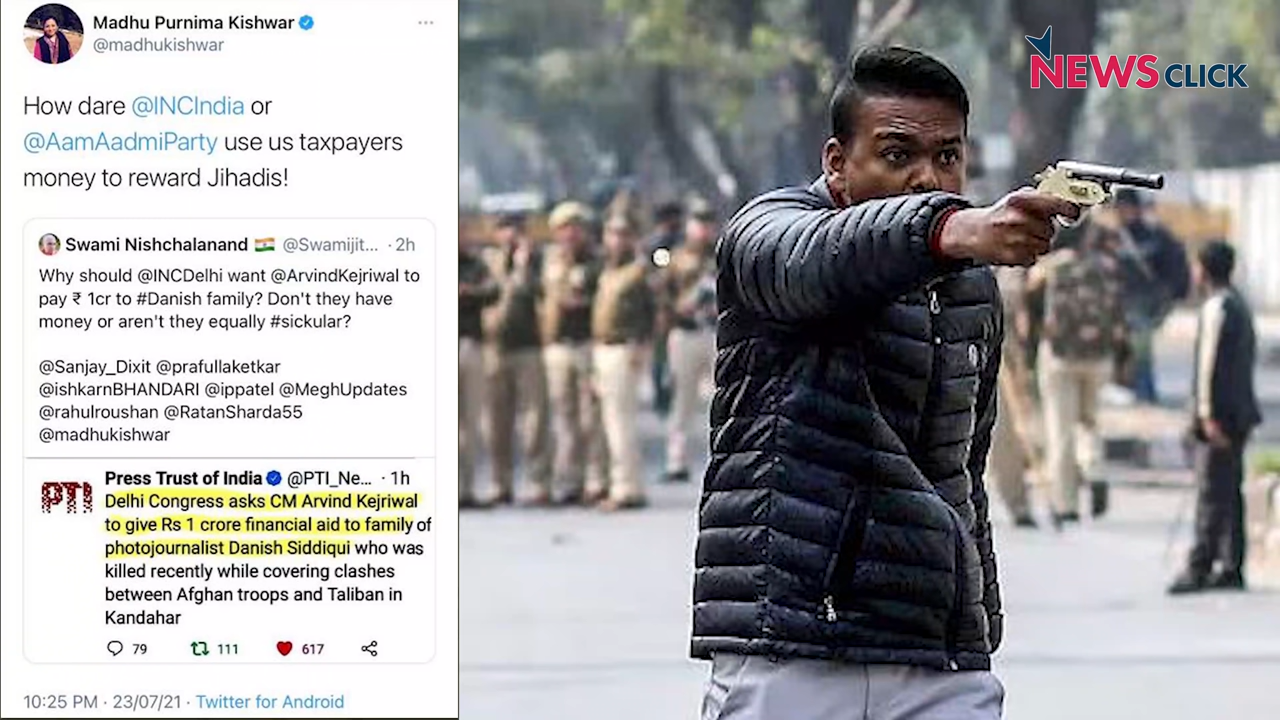 Madhu Purnima Kishwar
@madhukishwar
How dare @INCIndia or
@AamAadmiParty use us taxpayers
money to reward Jihadis!
Swami Nishchalanand @Swamijit... · 2h
Why should @INCDelhi want @ArvindKejriwal to
pay ₹ 1cr to #Danish family? Don't they have
money or aren't they equally #sickular?
@Sanjay_Dixit @prafullaketkar
@ishkarnBHANDARI @ippatel @MeghUpdates
@rahulroushan @RatanSharda55
@madhukishwar
PTI
Press Trust of India @PTI_Ne... · 1h
Delhi Congress asks CM Arvind Kejriwal
to give Rs 1 crore financial aid to family of
photojournalist Danish Siddiqui who was
killed recently while covering clashes
between Afghan troops and Taliban in
Kandahar
79 111 617
10:25 PM · 23/07/21 · Twitter for Android
NEWS CLICK